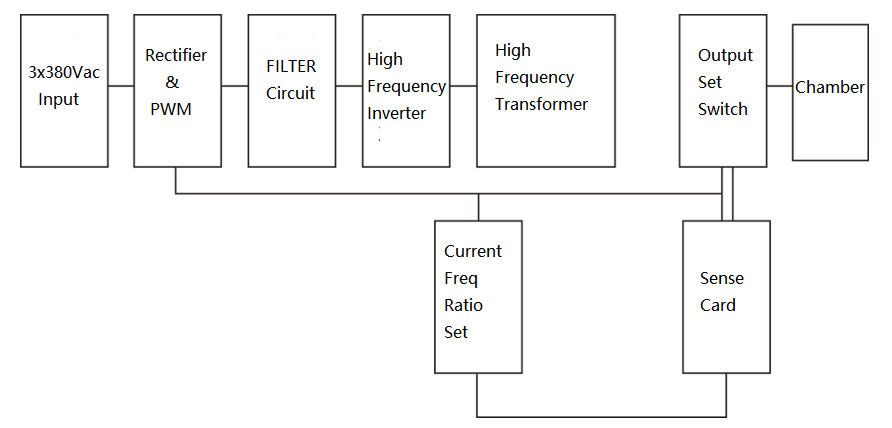 3x380Vac
Input
Rectifier
&
PWM
FILTER
Circuit
High
Frequency
Inverter
High
Frequency
Transformer
Output
Set
Switch
Chamber
Current
Freq
Ratio
Set
Sense
Card